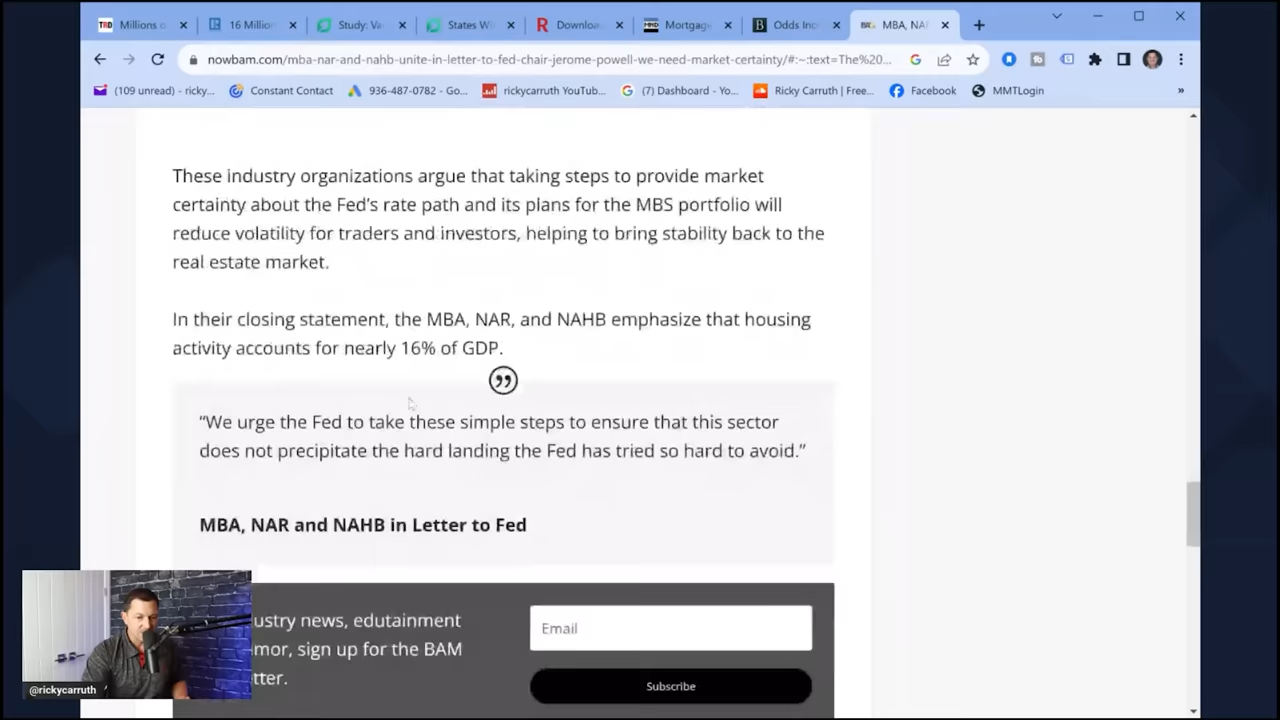 Millions o
16 Million
Study: Va
States W
Downloa
Mortgag
Odds Inc
MBA, NAR
nowbam.com/mba-nar-and-nahb-unite-in-letter-to-fed-chair-jerome-powell-we-need-market-certainty/#:~:text=The%20...
(109 unread) - ricky...
Constant Contact
936-487-0782 - Go...
rickycarruth YouTub...
(7) Dashboard - Yo...
Ricky Carruth | Free...
Facebook
MMTLogin
»
These industry organizations argue that taking steps to provide market
certainty about the Fed's rate path and its plans for the MBS portfolio will
reduce volatility for traders and investors, helping to bring stability back to the
real estate market.
In their closing statement, the MBA, NAR, and NAHB emphasize that housing
activity accounts for nearly 16% of GDP.
“We urge the Fed to take these simple steps to ensure that this sector
does not precipitate the hard landing the Fed has tried so hard to avoid.”
MBA, NAR and NAHB in Letter to Fed
ustry news, edutainment
mor, sign up for the BAM
tter.
Email
Subscribe
@rickycarruth